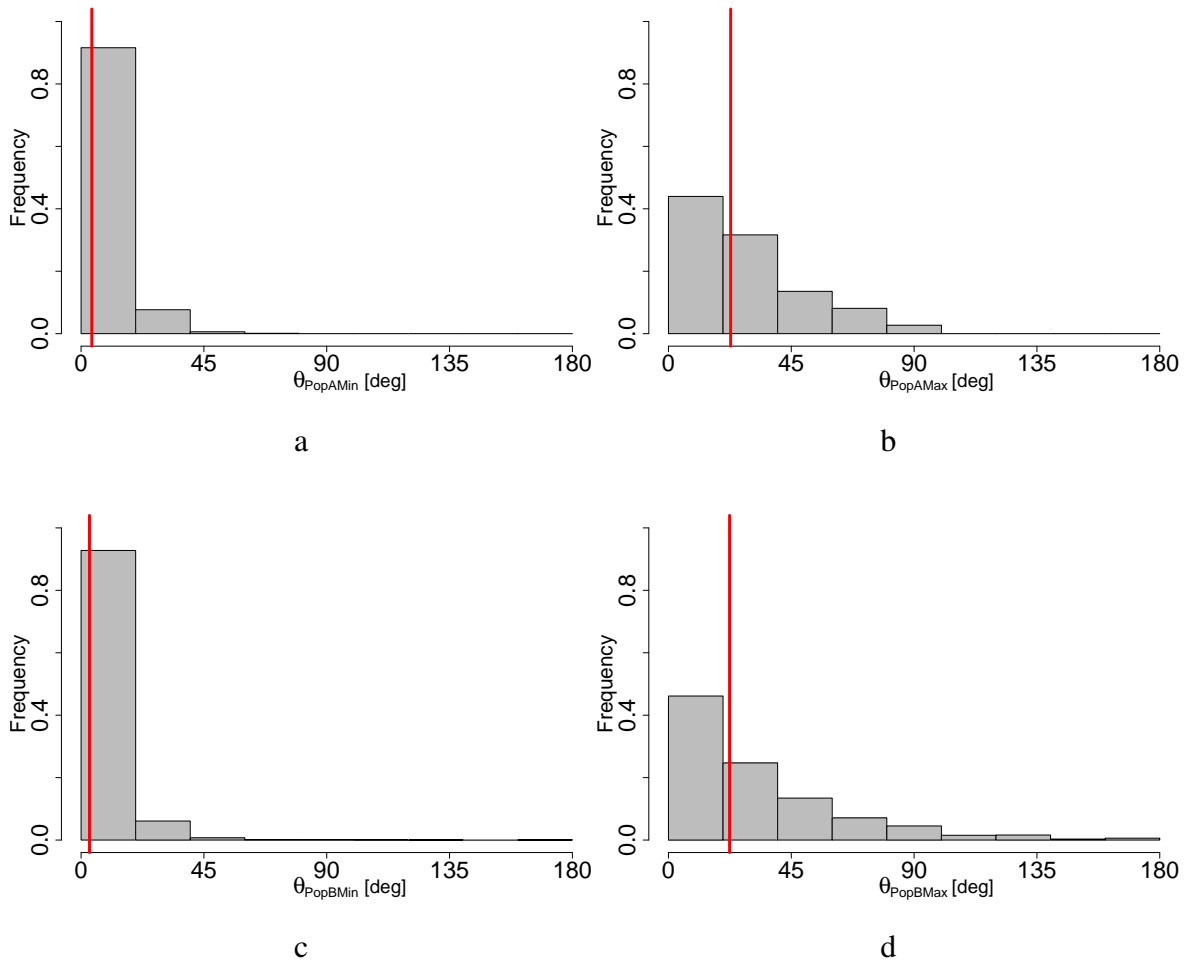 Frequency
0.0 0.4 0.8
0 45 90 135 180
θPopAMin [deg]
a
Frequency
0.0 0.4 0.8
0 45 90 135 180
θPopAMax [deg]
b
Frequency
0.0 0.4 0.8
0 45 90 135 180
θPopBMin [deg]
c
Frequency
0.0 0.4 0.8
0 45 90 135 180
θPopBMax [deg]
d